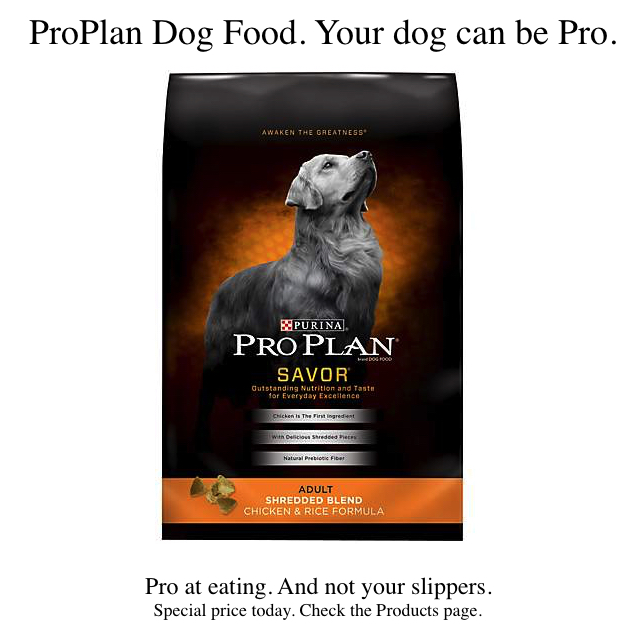 ProPlan Dog Food. Your dog can be Pro.
AWAKEN THE GREATNESS®
PURINA®
PRO PLAN®
brand DOG FOOD
SAVOR®
Outstanding Nutrition and Taste
for Everyday Excellence
Chicken Is The First Ingredient
With Delicious Shredded Pieces
Natural Prebiotic Fiber
ADULT
SHREDDED BLEND
CHICKEN & RICE FORMULA
Pro at eating. And not your slippers.
Special price today. Check the Products page.